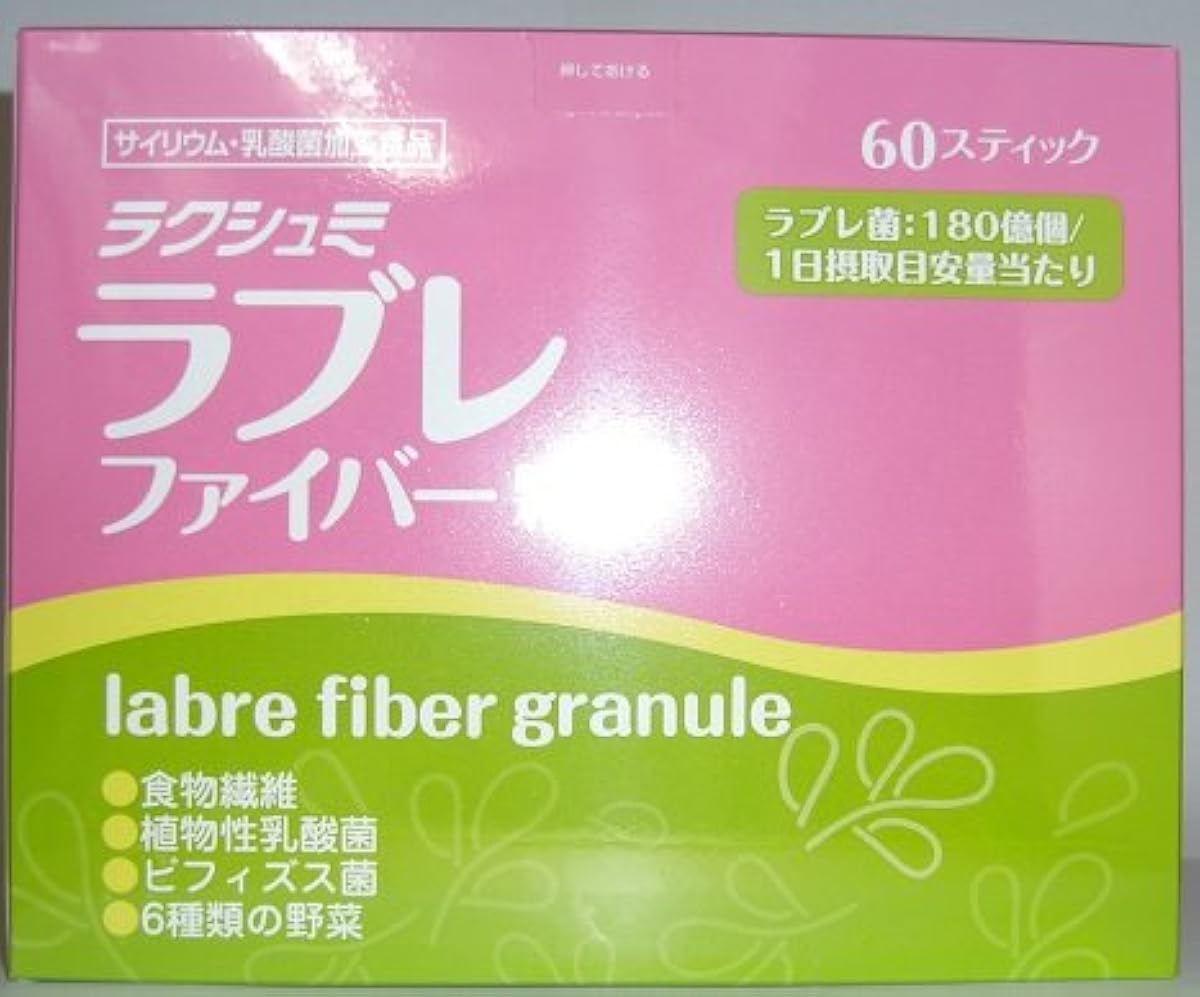 押してあける
サイリウム・乳酸菌加工食品
60スティック
ラクシュミ
ラブレ菌:180億個/
1日摂取目安量当たり
ラブレ
ファイバー
labre fiber granule
●食物繊維
●植物性乳酸菌
●ビフィズス菌
●6種類の野菜